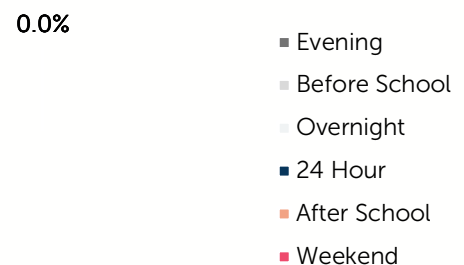 0.0%
Evening
Before School
Overnight
24 Hour
After School
Weekend